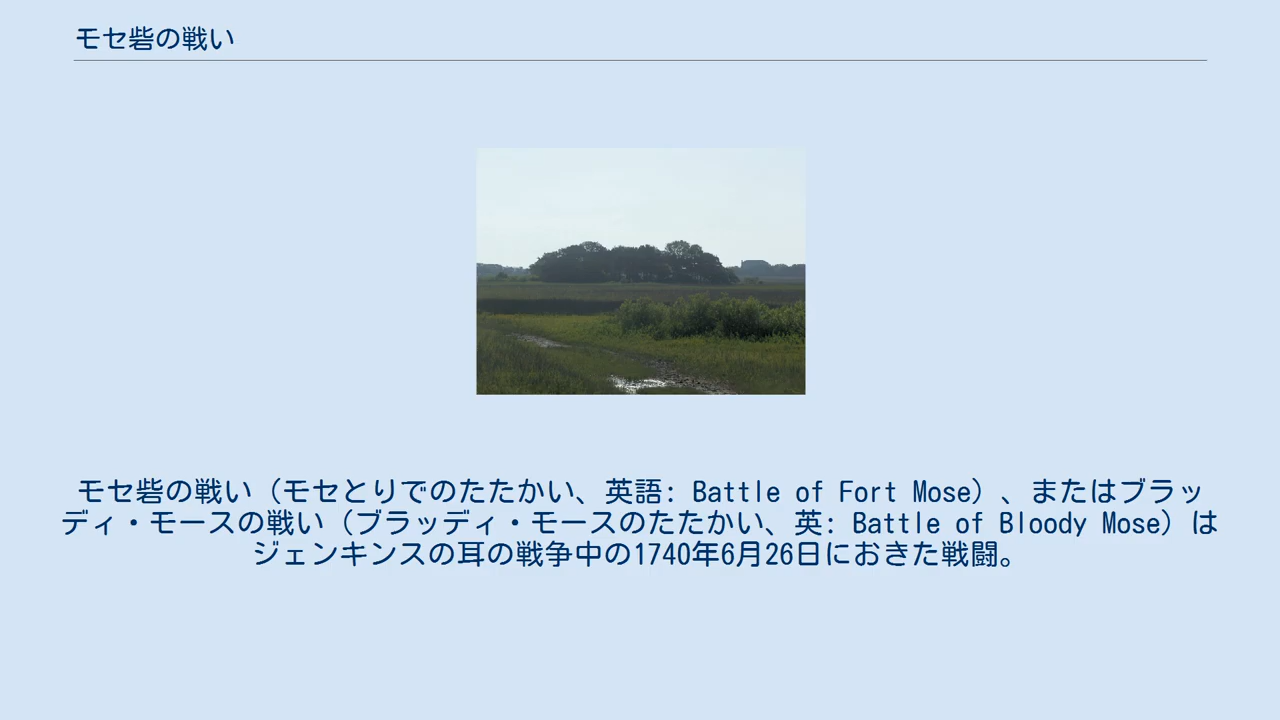 モセ砦の戦い
モセ砦の戦い（モセとりでのたたかい、英語: Battle of Fort Mose）、またはブラッ
ディ・モースの戦い（ブラッディ・モースのたたかい、英: Battle of Bloody Mose）は
ジェンキンスの耳の戦争中の1740年6月26日におきた戦闘。